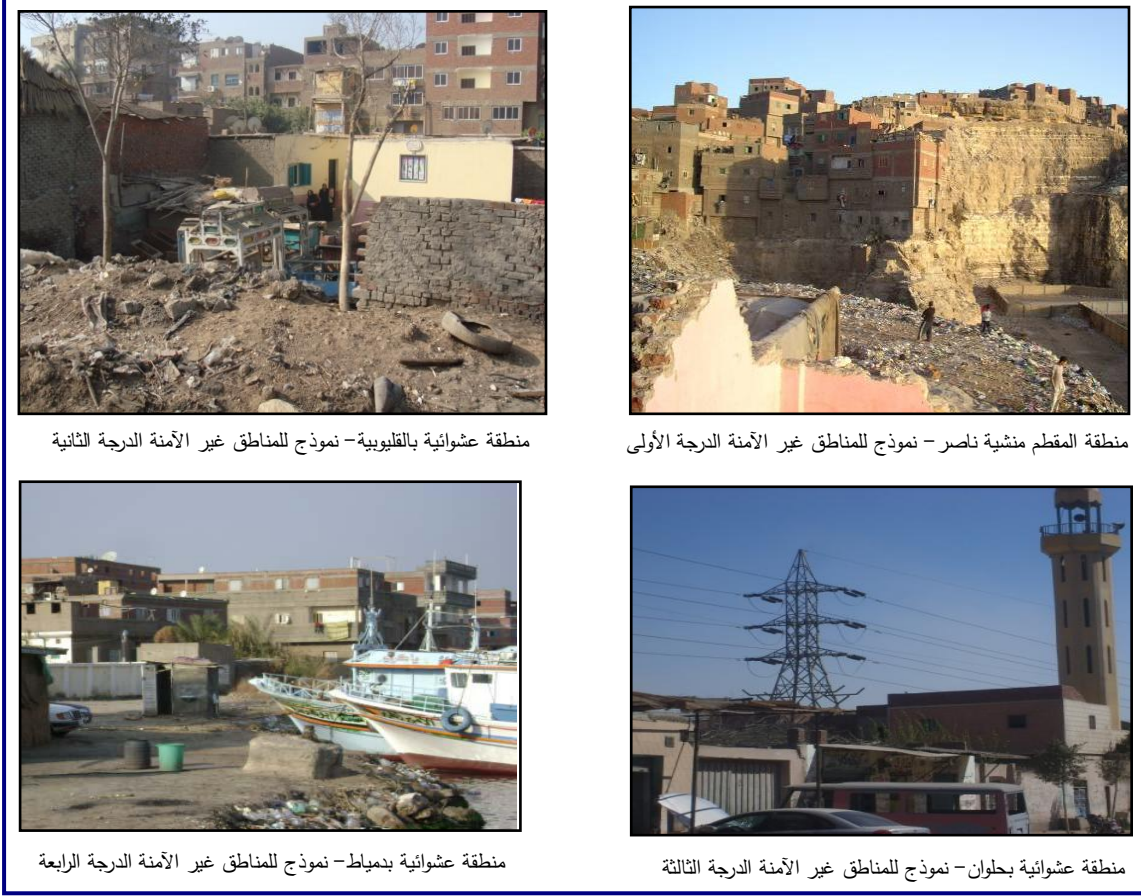 منطقة المقطم منشية ناصر – نموذج للمناطق غير الآمنة الدرجة الأولى
منطقة عشوائية بالقليوبية – نموذج للمناطق غير الآمنة الدرجة الثانية
منطقة عشوائية بحلوان – نموذج للمناطق غير الآمنة الدرجة الثالثة
منطقة عشوائية بدمياط – نموذج للمناطق غير الآمنة الدرجة الرابعة